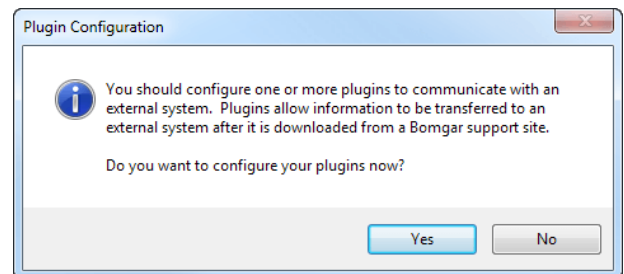 Plugin Configuration
You should configure one or more plugins to communicate with an
external system.  Plugins allow information to be transferred to an
external system after it is downloaded from a Bomgar support site.
Do you want to configure your plugins now?
Yes
No